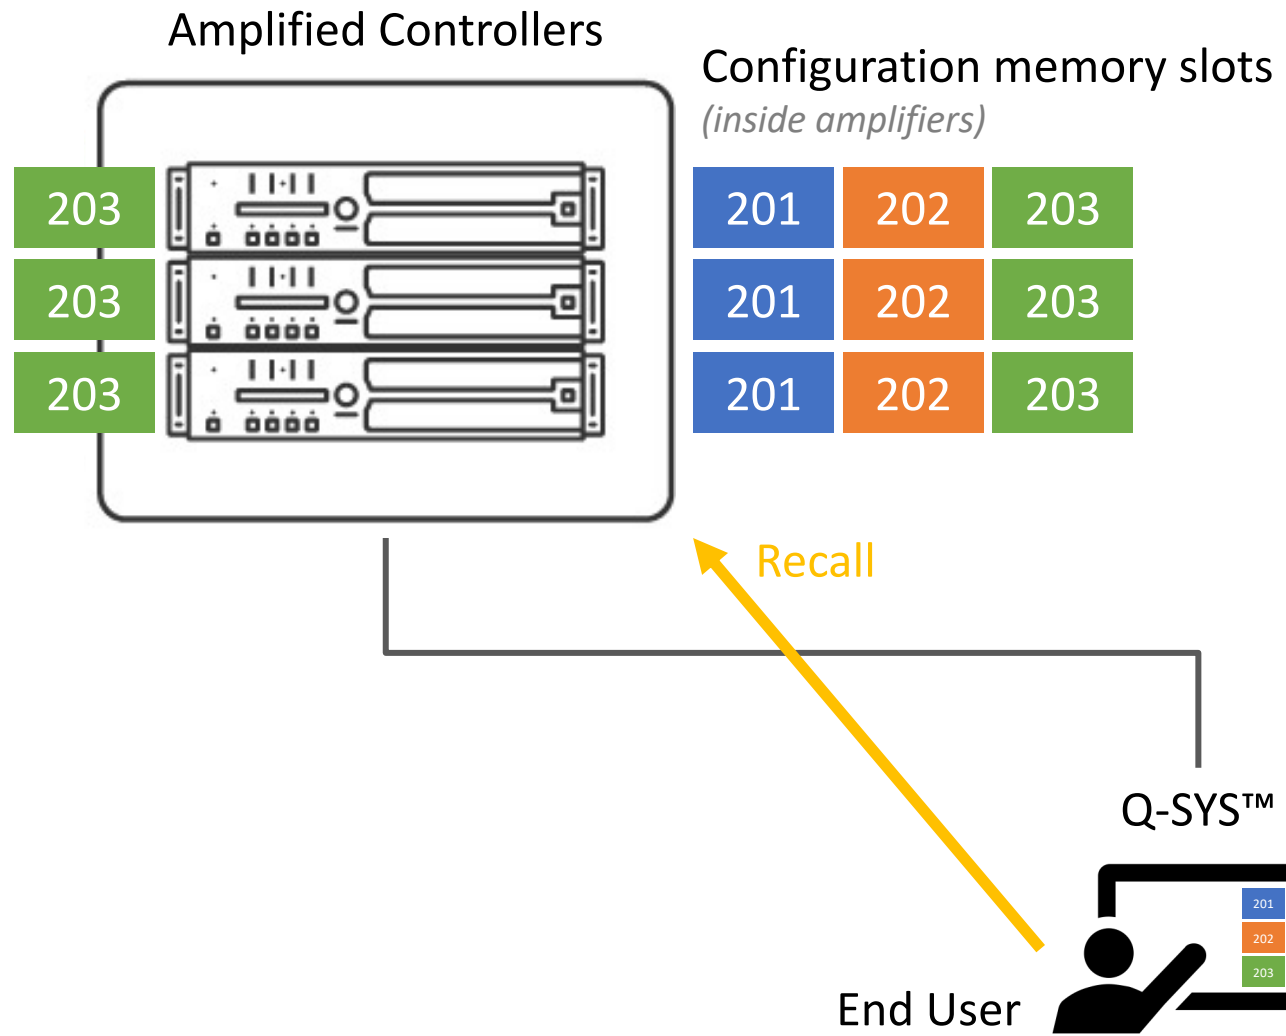 Amplified Controllers
Configuration memory slots
(inside amplifiers)
203
201 202 203
203
201 202 203
203
201 202 203
Recall
Q-SYS™
201
202
203
End User